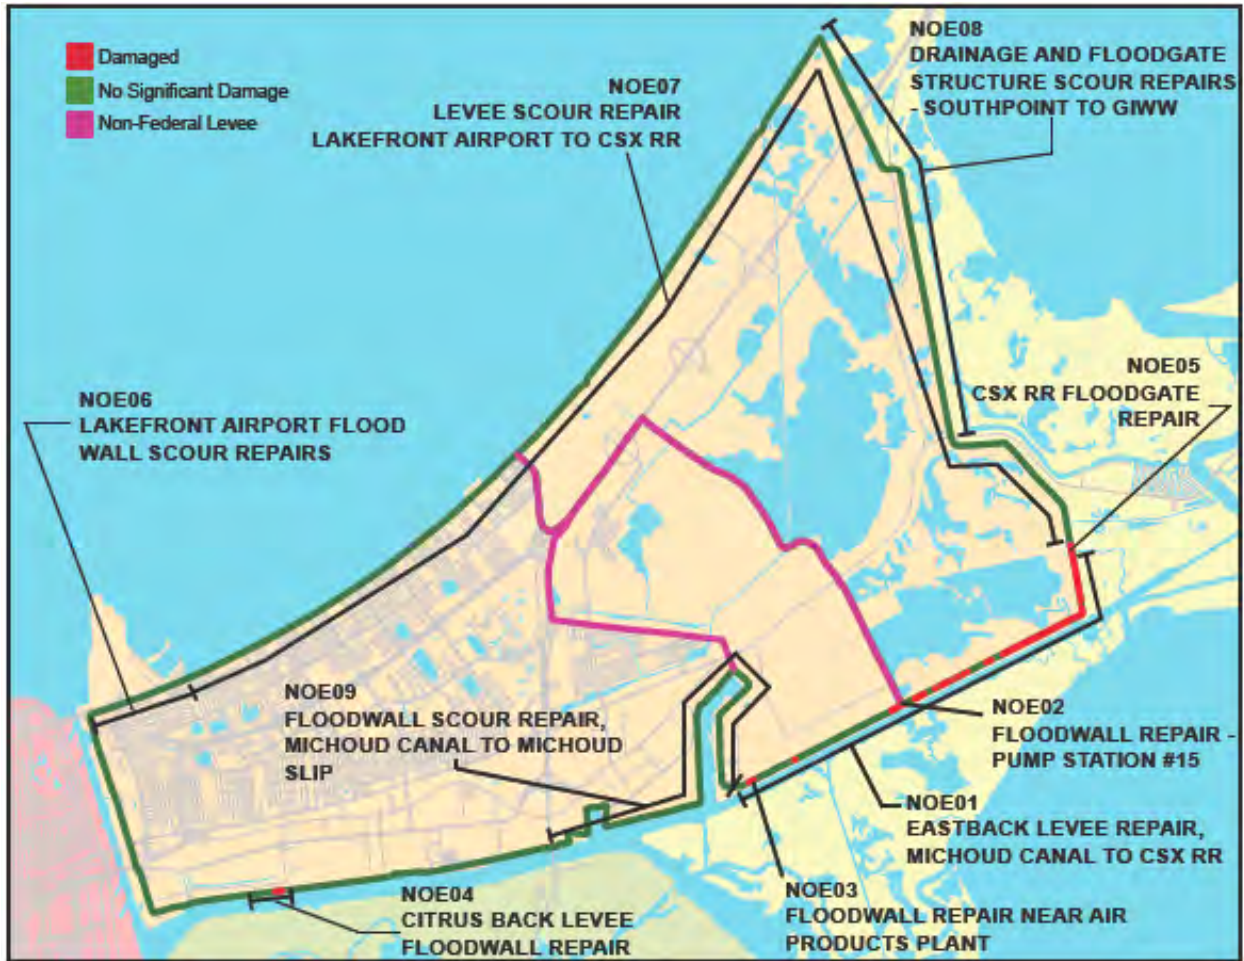 Damaged
No Significant Damage
Non-Federal Levee
NOE07
LEVEE SCOUR REPAIR
LAKEFRONT AIRPORT TO CSX RR
NOE08
DRAINAGE AND FLOODGATE
STRUCTURE SCOUR REPAIRS
- SOUTHPOINT TO GIWW
NOE06
LAKEFRONT AIRPORT FLOOD
WALL SCOUR REPAIRS
NOE05
CSX RR FLOODGATE
REPAIR
NOE09
FLOODWALL SCOUR REPAIR,
MICHOUD CANAL TO MICHOUD
SLIP
NOE02
FLOODWALL REPAIR -
PUMP STATION #15
NOE01
EASTBACK LEVEE REPAIR,
MICHOUD CANAL TO CSX RR
NOE04
CITRUS BACK LEVEE
FLOODWALL REPAIR
NOE03
FLOODWALL REPAIR NEAR AIR
PRODUCTS PLANT